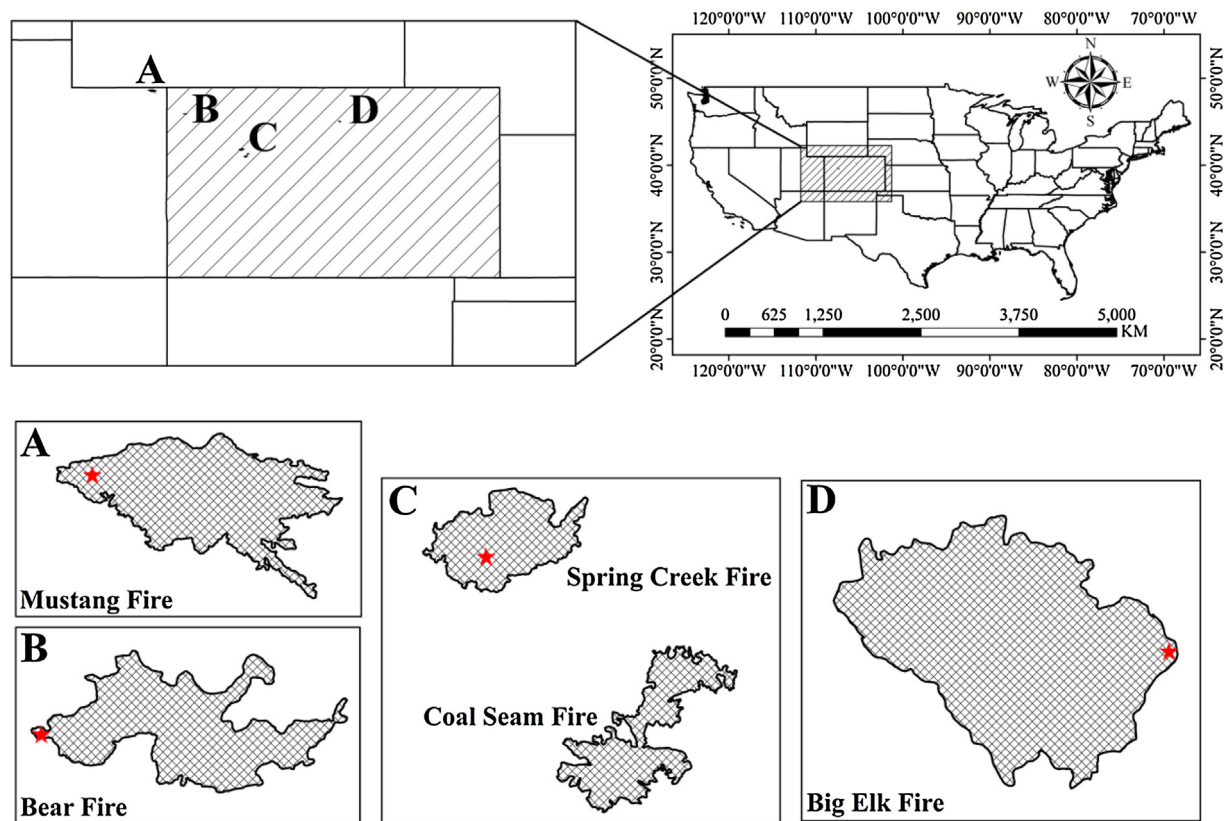 A
B
C
D
120°0'0"W 110°0'0"W 100°0'0"W 90°0'0"W 80°0'0"W 70°0'0"W
50°0'0"N
40°0'0"N
30°0'0"N
20°0'0"N
N
W E
S
50°0'0"N
40°0'0"N
30°0'0"N
20°0'0"N
0 625 1,250 2,500 3,750 5,000
KM
120°0'0"W 110°0'0"W 100°0'0"W 90°0'0"W 80°0'0"W 70°0'0"W
A
Mustang Fire
B
Bear Fire
C
Spring Creek Fire
Coal Seam Fire
D
Big Elk Fire